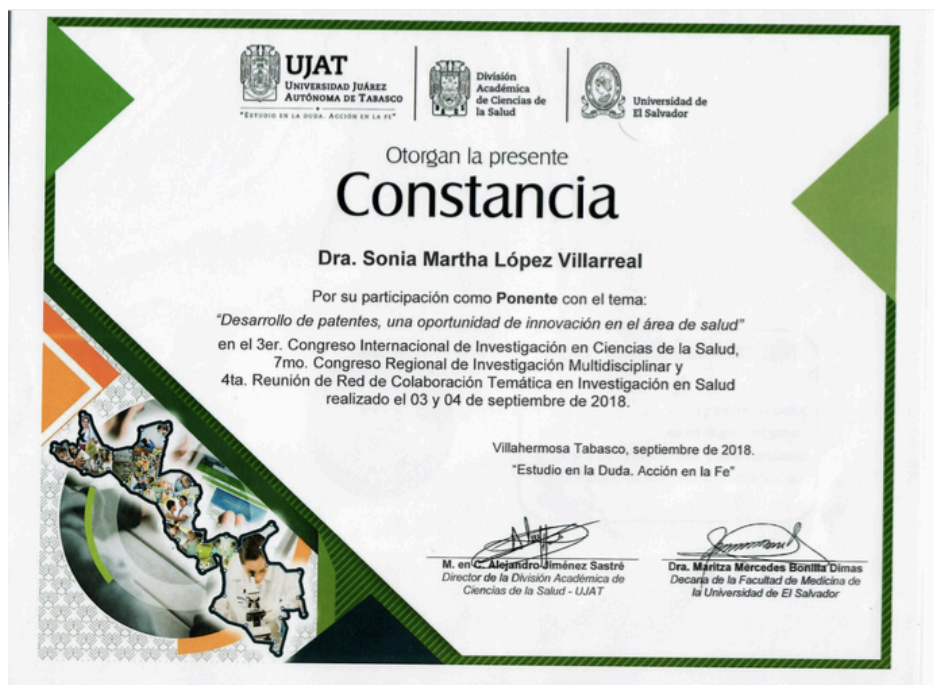 UJAT
UNIVERSIDAD JUÁREZ
AUTÓNOMA DE TABASCO
"ESTUDIO EN LA DUDA. ACCIÓN EN LA FE"
División
Académica
de Ciencias de
la Salud
Universidad de
El Salvador
Otorgan la presente
Constancia
Dra. Sonia Martha López Villarreal
Por su participación como Ponente con el tema:
"Desarrollo de patentes, una oportunidad de innovación en el área de salud"
en el 3er. Congreso Internacional de Investigación en Ciencias de la Salud,
7mo. Congreso Regional de Investigación Multidisciplinar y
4ta. Reunión de Red de Colaboración Temática en Investigación en Salud
realizado el 03 y 04 de septiembre de 2018.
Villahermosa Tabasco, septiembre de 2018.
"Estudio en la Duda. Acción en la Fe"
M. en C. Alejandro Jiménez Sastré
Director de la División Académica de
Ciencias de la Salud - UJAT
Dra. Maritza Mercedes Bonilla Dimas
Decana de la Facultad de Medicina de
la Universidad de El Salvador